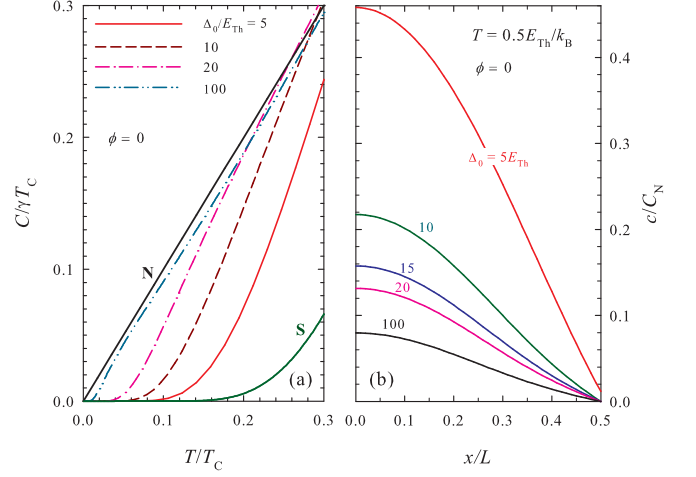 Δ₀/E_Th = 5
10
20
100
ϕ = 0
N
S
(a)
0.3
0.2
0.1
0.0
C/γT_C
0.0 0.1 0.2 0.3
T/T_C
T = 0.5E_Th/k_B
ϕ = 0
Δ₀ = 5E_Th
10
15
20
100
(b)
0.4
0.3
0.2
0.1
0.0
c/C_N
0.0 0.1 0.2 0.3 0.4 0.5
x/L